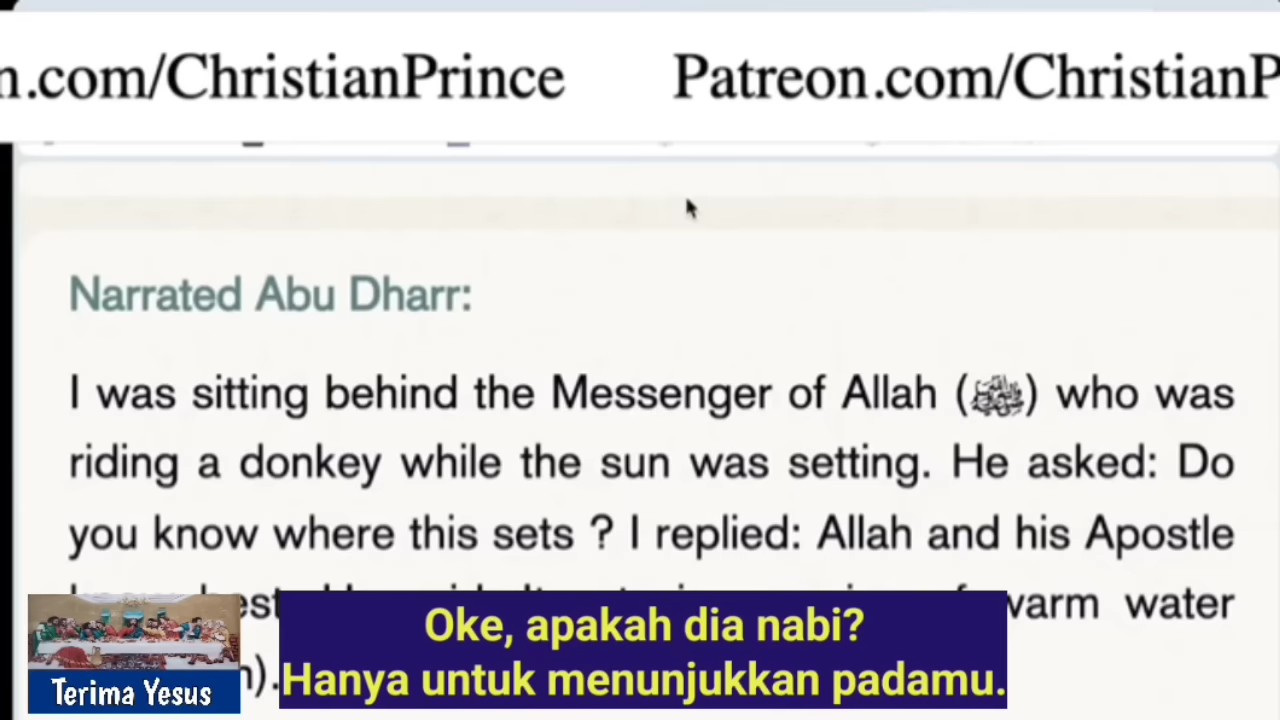 n.com/ChristianPrince Patreon.com/ChristianP
Narrated Abu Dharr:
I was sitting behind the Messenger of Allah (ﷺ) who was
riding a donkey while the sun was setting. He asked: Do
you know where this sets ? I replied: Allah and his Apostle
warm water
Oke, apakah dia nabi?
Hanya untuk menunjukkan padamu.
Terima Yesus